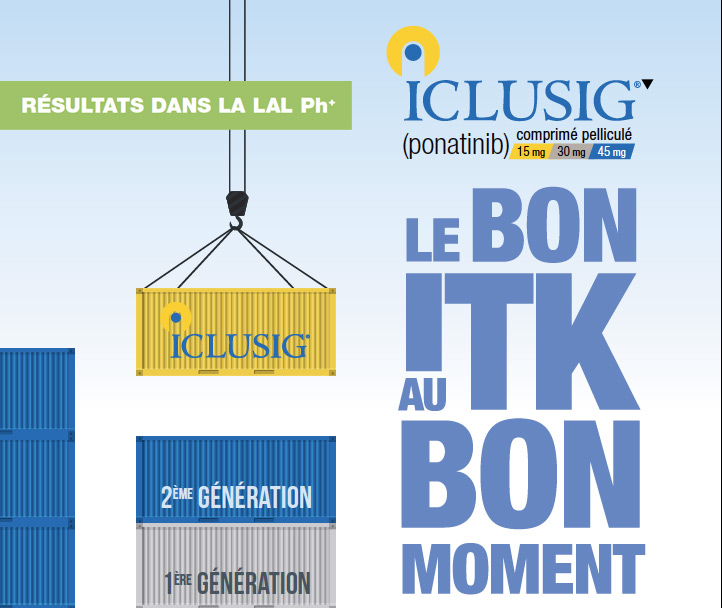 RÉSULTATS DANS LA LAL Ph+
ICLUSIG®▼
(ponatinib) comprimé pelliculé
15 mg 30 mg 45 mg
LE BON
ITK
AU
BON
MOMENT
ICLUSIG®
2ÈME GÉNÉRATION
1ÈRE GÉNÉRATION